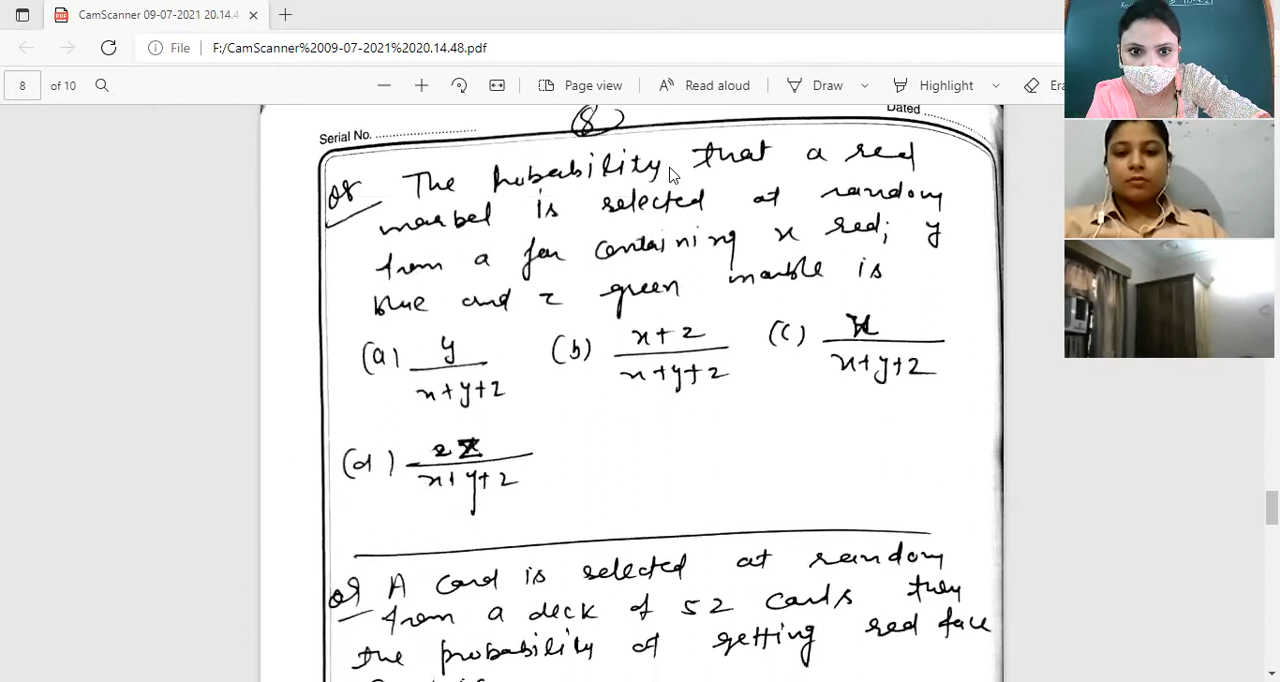 CamScanner 09-07-2021 20.14.4
File F:/CamScanner%2009-07-2021%2020.14.48.pdf
8 of 10 Page view Read aloud Draw Highlight Era
Serial No. 8 Dated
The Probability that a red
marbel is selected at random
from a jar containing x red; y
blue and z green marble is
(a) y / x+y+z (b) x+z / x+y+z (c) x / x+y+z
(d) z / x+y+z
A Card is selected at random
from a deck of 52 Cards then
the probability of getting red face